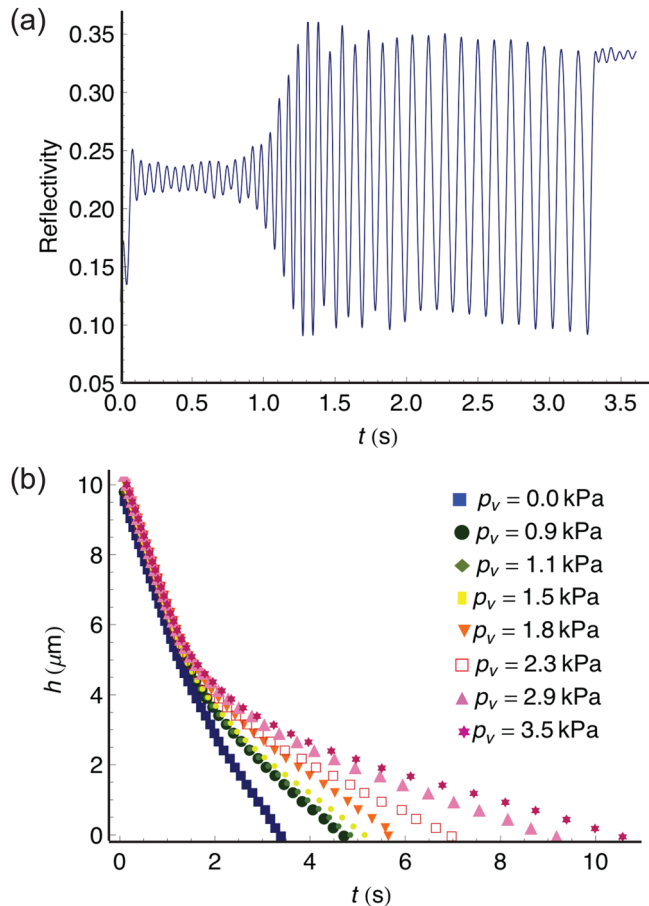 (a)
0.35
0.30
0.25
0.20
0.15
0.10
0.05
Reflectivity
0.0 0.5 1.0 1.5 2.0 2.5 3.0 3.5
t (s)
(b)
10
8
6
4
2
0
h (μm)
p_v = 0.0 kPa
p_v = 0.9 kPa
p_v = 1.1 kPa
p_v = 1.5 kPa
p_v = 1.8 kPa
p_v = 2.3 kPa
p_v = 2.9 kPa
p_v = 3.5 kPa
0 2 4 6 8 10
t (s)